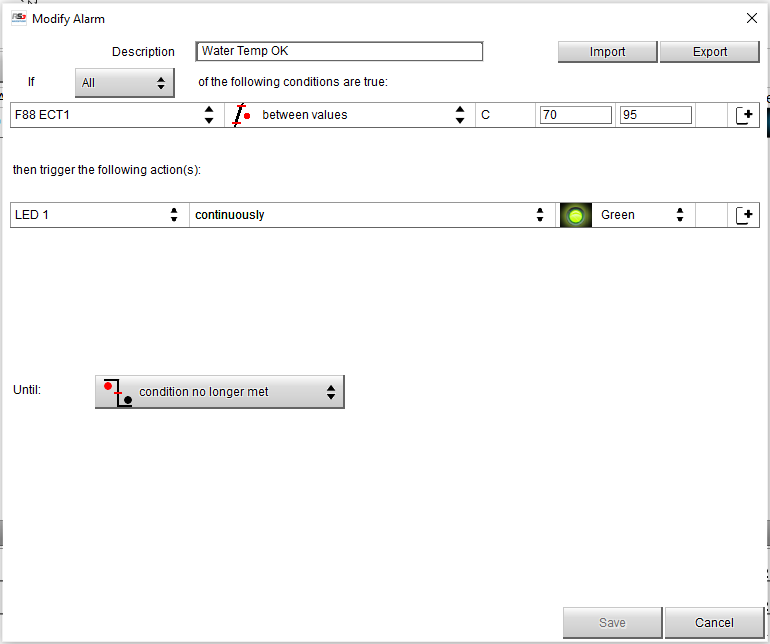 Modify Alarm
Description Water Temp OK Import Export
If All of the following conditions are true:
F88 ECT1 between values C 70 95
then trigger the following action(s):
LED 1 continuously Green
Until: condition no longer met
Save Cancel